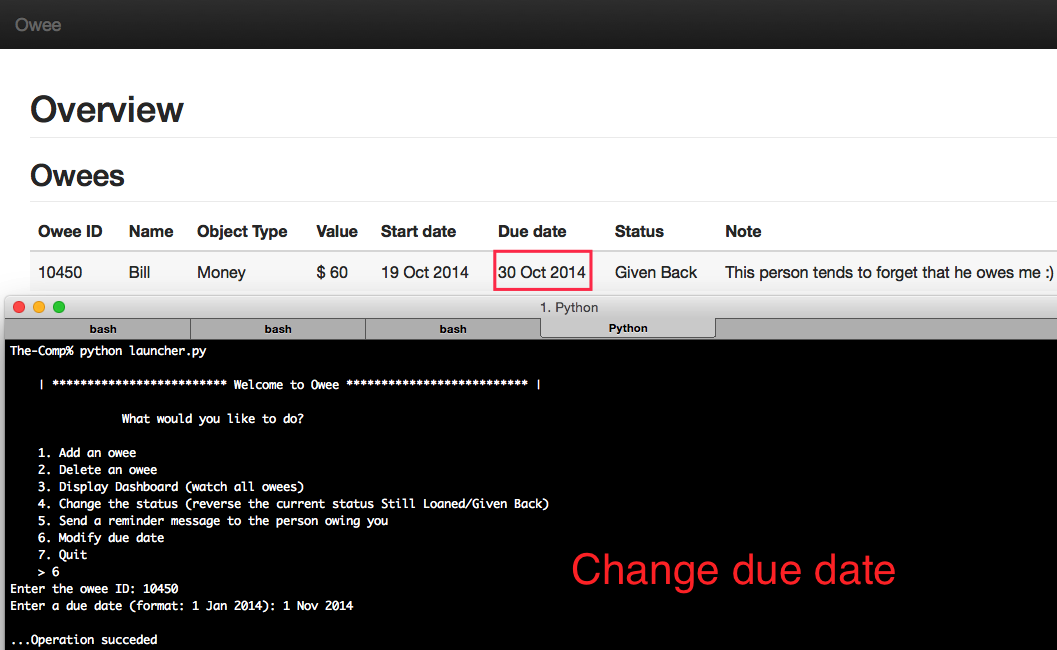 Owee
Overview
Owees
Owee ID Name Object Type Value Start date Due date Status Note
10450 Bill Money $ 60 19 Oct 2014 30 Oct 2014 Given Back This person tends to forget that he owes me :)
1. Python
bash bash bash Python
The-Comp% python launcher.py
| ************************* Welcome to Owee ************************** |
What would you like to do?
1. Add an owee
2. Delete an owee
3. Display Dashboard (watch all owees)
4. Change the status (reverse the current status Still Loaned/Given Back)
5. Send a reminder message to the person owing you
6. Modify due date
7. Quit
> 6
Change due date
Enter the owee ID: 10450
Enter a due date (format: 1 Jan 2014): 1 Nov 2014
...Operation succeded